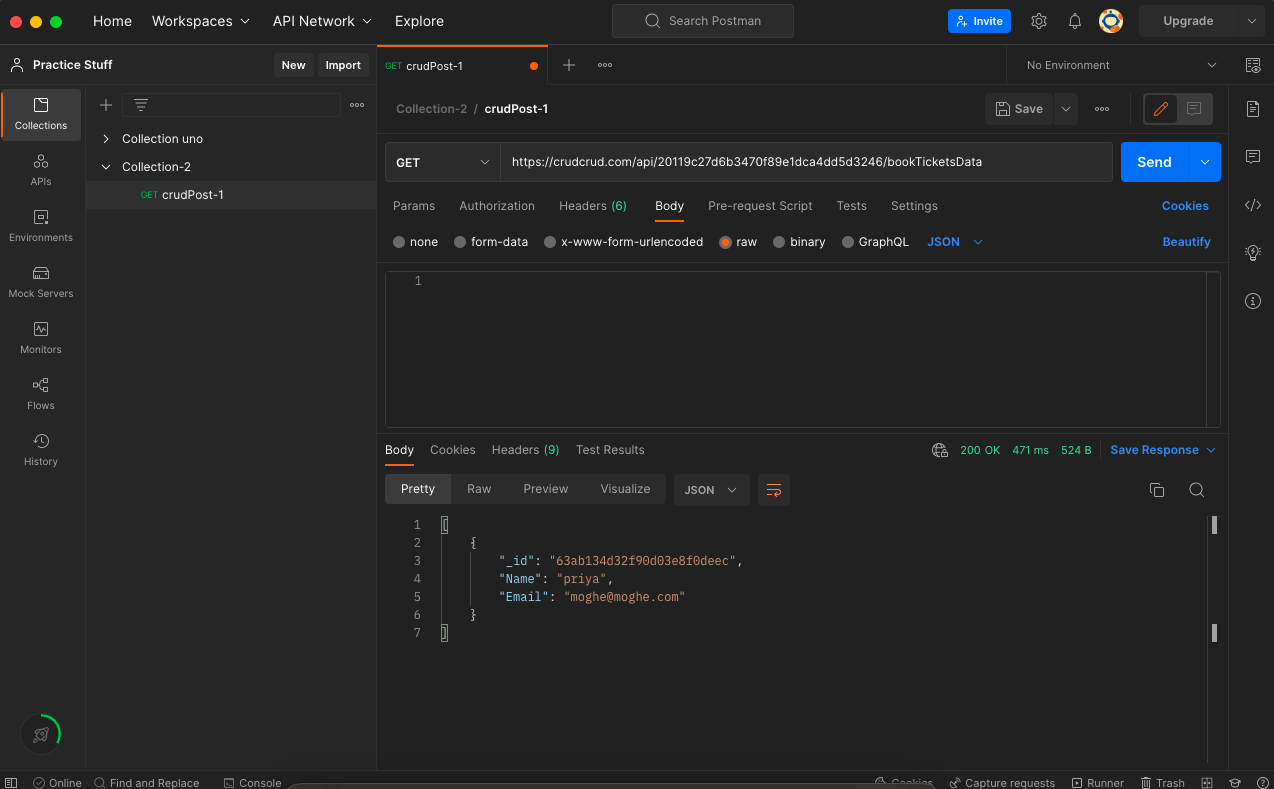 Home Workspaces API Network Explore Search Postman Invite Upgrade
Practice Stuff New Import GET crudPost-1 No Environment
Collections
APIs
Environments
Mock Servers
Monitors
Flows
History
Collection uno
Collection-2
GET crudPost-1
Collection-2 / crudPost-1 Save
GET https://crudcrud.com/api/20119c27d6b3470f89e1dca4dd5d3246/bookTicketsData Send
Params Authorization Headers (6) Body Pre-request Script Tests Settings Cookies
none form-data x-www-form-urlencoded raw binary GraphQL JSON Beautify
1
Body Cookies Headers (9) Test Results 200 OK 471 ms 524 B Save Response
Pretty Raw Preview Visualize JSON
1 [
2 {
3 "_id": "63ab134d32f90d03e8f0deec",
4 "Name": "priya",
5 "Email": "moghe@moghe.com"
6 }
7 ]
Online Find and Replace Console Cookies Capture requests Runner Trash